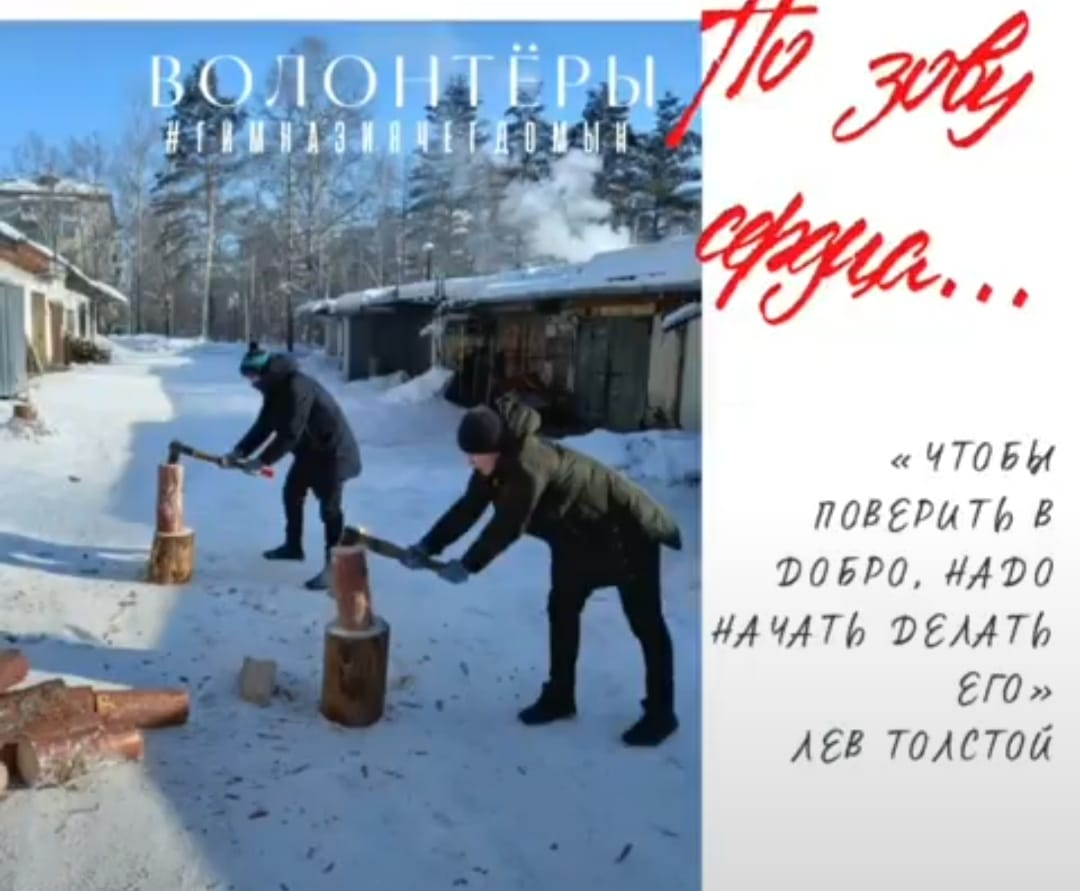 ВОЛОНТЁРЫ
#ГИМНАЗИЯЧЕГДОМЫН
По зову
сердца...
«ЧТОБЫ
ПОВЕРИТЬ В
ДОБРО, НАДО
НАЧАТЬ ДЕЛАТЬ
ЕГО»
ЛЕВ ТОЛСТОЙ